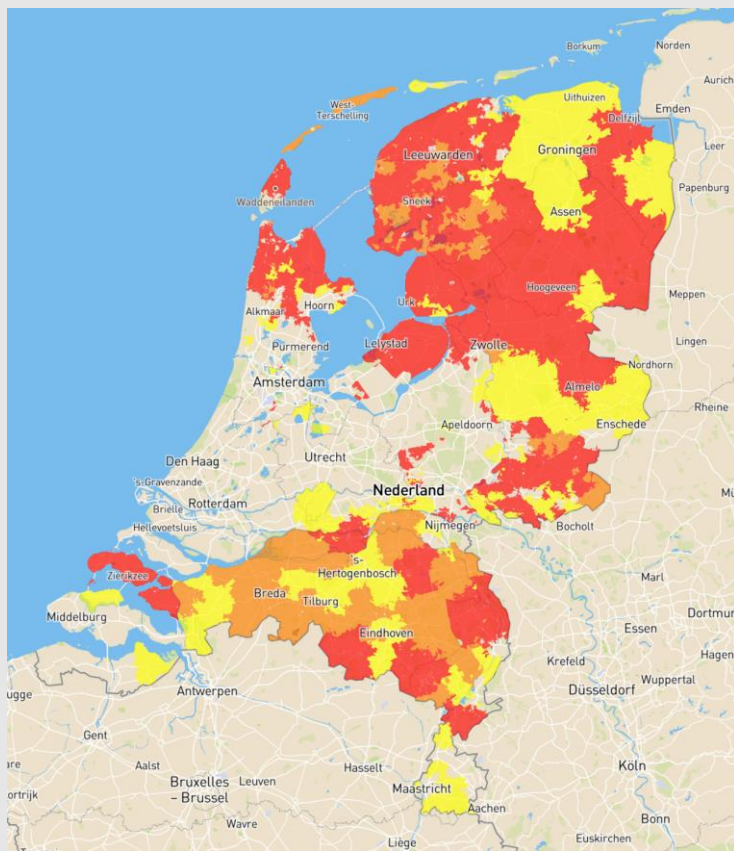 Borkum
Norden
Aurich
West-
Terschelling
Uithuizen
Delfzijl
Emden
Leer
Leeuwarden
Groningen
Waddeneilanden
Sneek
Assen
Papenburg
Hoogeveen
Meppen
Urk
Hoorn
Alkmaar
Lingen
Purmerend
Lelystad
Zwolle
Nordhorn
Amsterdam
Almelo
Rheine
Apeldoorn
Enschede
Den Haag
Utrecht
's-Gravenzande
Nederland
Rotterdam
Brielle
Hellevoetsluis
Nijmegen
Bocholt
Marl
Zierikzee
's-
Hertogenbosch
Breda
Tilburg
Dortmu
Middelburg
Essen
Eindhoven
Hagen
Krefeld
Wuppertal
Antwerpen
Düsseldorf
ugge
Gent
Aalst
Hasselt
Köln
Maastricht
Bruxelles
– Brussel
Leuven
Aachen
ortrijk
Bonn
Wavre
Liège
Euskirchen